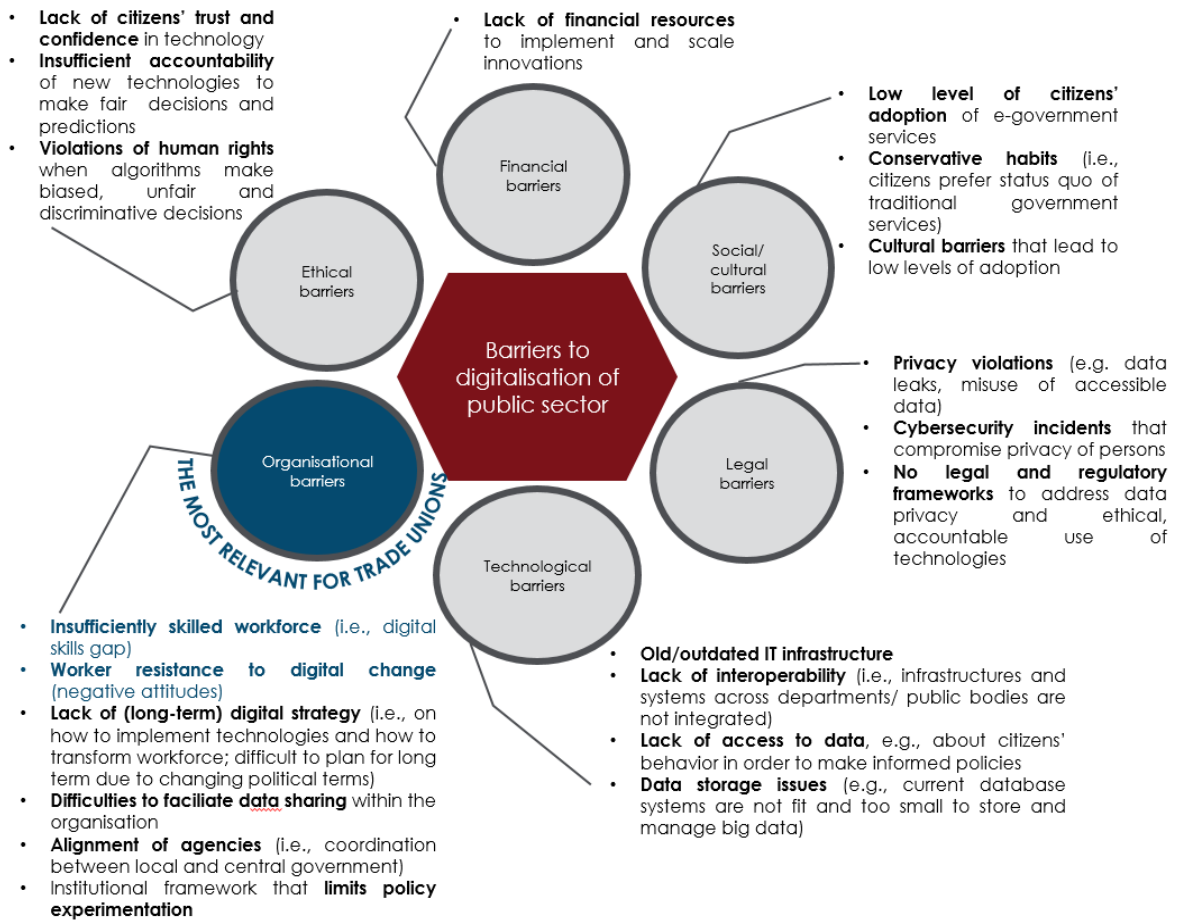 • Lack of citizens’ trust and
confidence in technology
• Insufficient accountability
of new technologies to
make fair decisions and
predictions
• Violations of human rights
when algorithms make
biased, unfair and
discriminative decisions
• Lack of financial resources
to implement and scale
innovations
• Low level of citizens’
adoption of e-government
services
• Conservative habits (i.e.,
citizens prefer status quo of
traditional government
services)
• Cultural barriers that lead to
low levels of adoption
Financial
barriers
Ethical
barriers
Social/
cultural
barriers
Barriers to
digitalisation of
public sector
Organisational
barriers
THE MOST RELEVANT FOR TRADE UNIONS
Legal
barriers
Technological
barriers
• Privacy violations (e.g. data
leaks, misuse of accessible
data)
• Cybersecurity incidents that
compromise privacy of persons
• No legal and regulatory
frameworks to address data
privacy and ethical,
accountable use of
technologies
• Insufficiently skilled workforce (i.e., digital
skills gap)
• Worker resistance to digital change
(negative attitudes)
• Lack of (long-term) digital strategy (i.e., on
how to implement technologies and how to
transform workforce; difficult to plan for long
term due to changing political terms)
• Difficulties to faciliate data sharing within the
organisation
• Alignment of agencies (i.e., coordination
between local and central government)
• Institutional framework that limits policy
experimentation
• Old/outdated IT infrastructure
• Lack of interoperability (i.e., infrastructures and
systems across departments/ public bodies are
not integrated)
• Lack of access to data, e.g., about citizens’
behavior in order to make informed policies
• Data storage issues (e.g., current database
systems are not fit and too small to store and
manage big data)